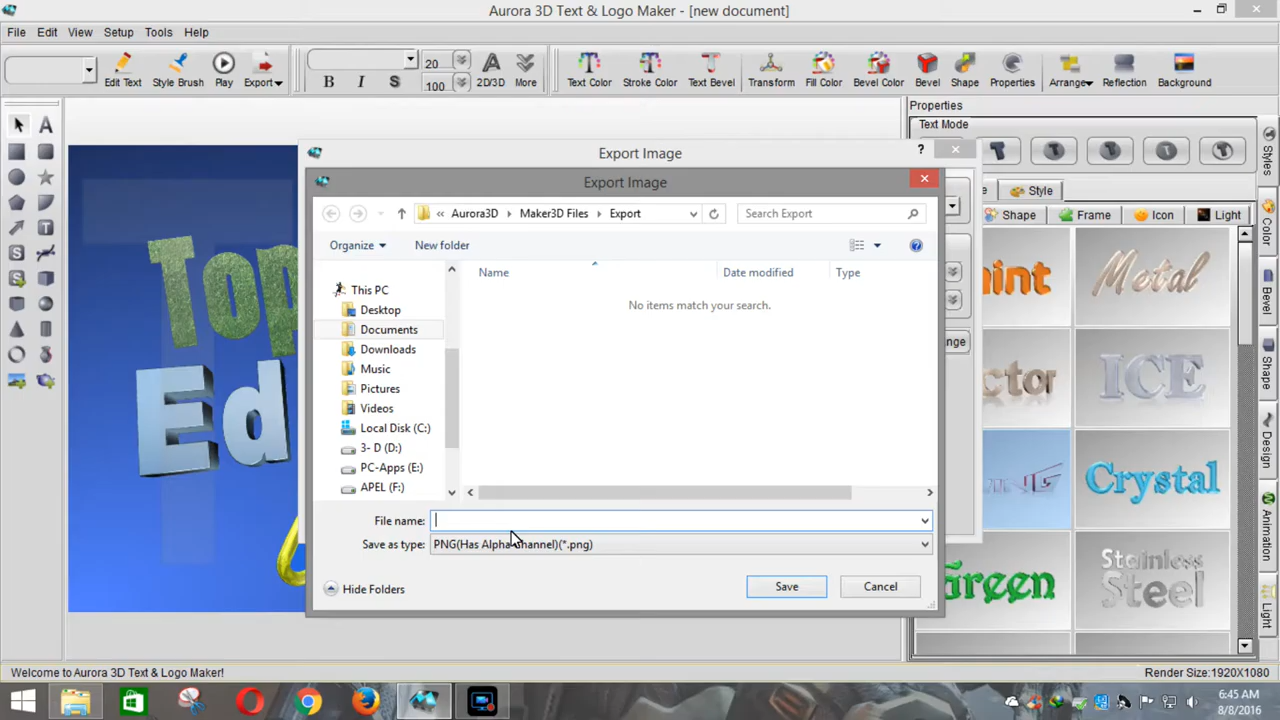 Aurora 3D Text & Logo Maker - [new document]
File Edit View Setup Tools Help
Edit Text Style Brush Play Export
20
100
B I S 2D/3D More
Text Color Stroke Color Text Bevel Transform Fill Color Bevel Color Bevel Shape Properties Arrange Reflection Background
Properties
Text Mode
Style
Shape Frame Icon Light
Metal
ICE
Crystal
Green
Stainless
Steel
Styles
Color
Bevel
Shape
Design
Animation
Light
Top
Ed
Export Image
Export Image
« Aurora3D Maker3D Files Export
Search Export
Organize New folder
Name Date modified Type
No items match your search.
This PC
Desktop
Documents
Downloads
Music
Pictures
Videos
Local Disk (C:)
3- D (D:)
PC-Apps (E:)
APEL (F:)
File name:
Save as type: PNG(Has Alpha Channel)(*.png)
Hide Folders
Save Cancel
Welcome to Aurora 3D Text & Logo Maker!
Render Size:1920X1080
6:45 AM
8/8/2016